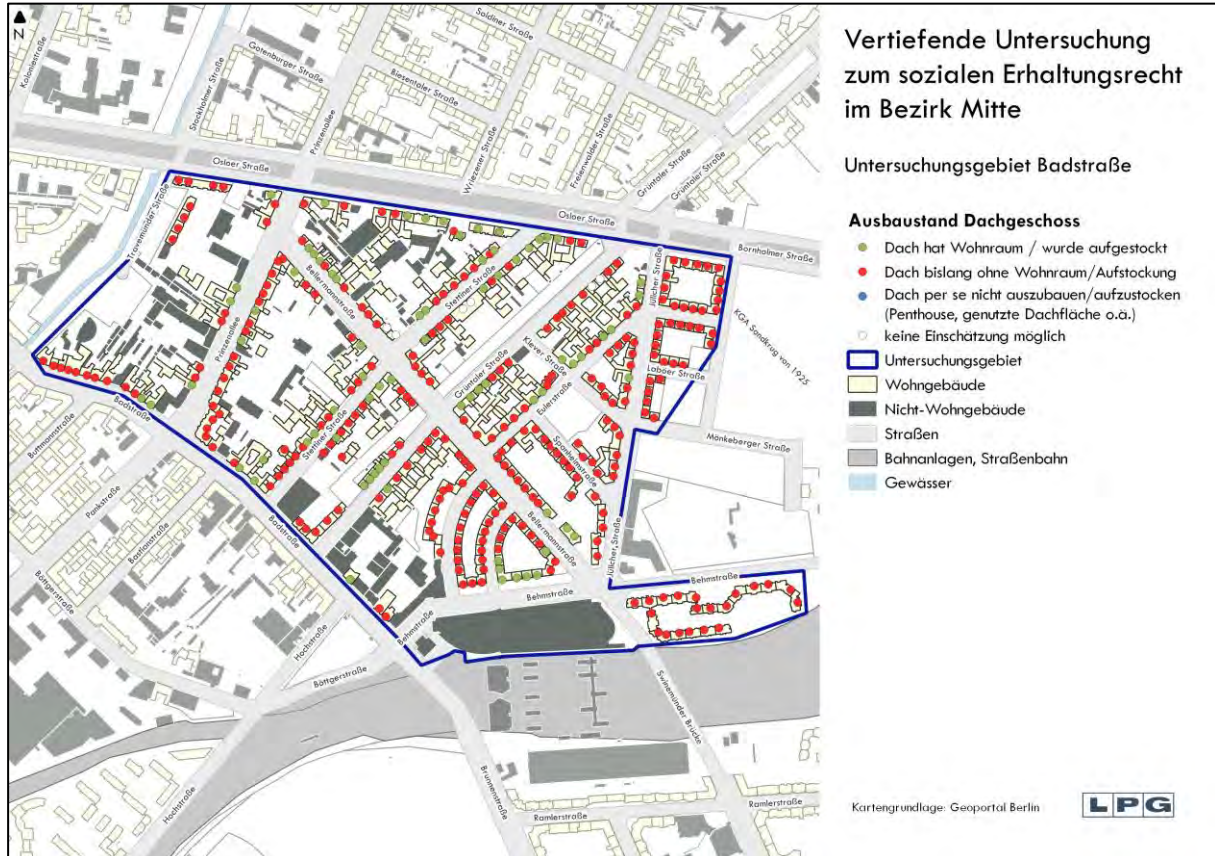 N
Vertiefende Untersuchung
zum sozialen Erhaltungsrecht
im Bezirk Mitte
Untersuchungsgebiet Badstraße
Ausbaustand Dachgeschoss
Dach hat Wohnraum / wurde aufgestockt
Dach bislang ohne Wohnraum/Aufstockung
Dach per se nicht auszubauen/aufzustocken
(Penthouse, genutzte Dachfläche o.ä.)
keine Einschätzung möglich
Untersuchungsgebiet
Wohngebäude
Nicht-Wohngebäude
Straßen
Bahnanlagen, Straßenbahn
Gewässer
Kartengrundlage: Geoportal Berlin
LPG
Koloniestraße
Stockholmer Straße
Gotenburger Straße
Prinzenallee
Soldiner Straße
Biesentaler Straße
Wriezener Straße
Freienwalder Straße
Grüntaler Straße
Grüntaler Straße
Osloer Straße
Osloer Straße
Bornholmer Straße
Travemünder Straße
Prinzenallee
Bellermannstraße
Stettiner Straße
Jülicher Straße
KGA Sandkrug von 1925
Klever Straße
Grüntaler Straße
Eulerstraße
Laboer Straße
Mönkeberger Straße
Stettiner Straße
Spanheimstraße
Badstraße
Buttmannstraße
Pankstraße
Bastianstraße
Böttgerstraße
Badstraße
Bellermannstraße
Jülicher Straße
Behmstraße
Behmstraße
Behmstraße
Hochstraße
Böttgerstraße
Swinemünder Brücke
Brunnenstraße
Hochstraße
Ramlerstraße
Ramlerstraße